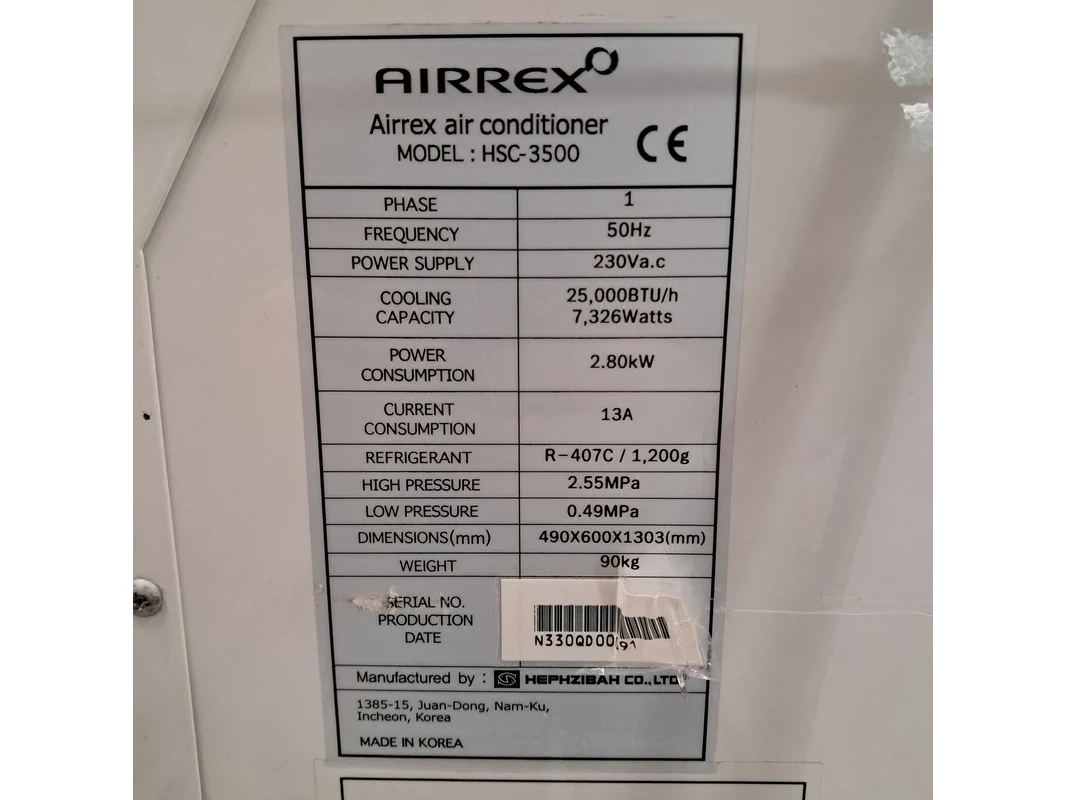 AIRREX
Airrex air conditioner
MODEL : HSC-3500
CE
PHASE 1
FREQUENCY 50Hz
POWER SUPPLY 230Va.c
COOLING CAPACITY 25,000BTU/h 7,326Watts
POWER CONSUMPTION 2.80kW
CURRENT CONSUMPTION 13A
REFRIGERANT R-407C / 1,200g
HIGH PRESSURE 2.55MPa
LOW PRESSURE 0.49MPa
DIMENSIONS(mm) 490X600X1303(mm)
WEIGHT 90kg
SERIAL NO.
PRODUCTION
DATE
Manufactured by : HEPHZIBAH CO.,LTD
1385-15, Juan-Dong, Nam-Ku,
Incheon, Korea
MADE IN KOREA